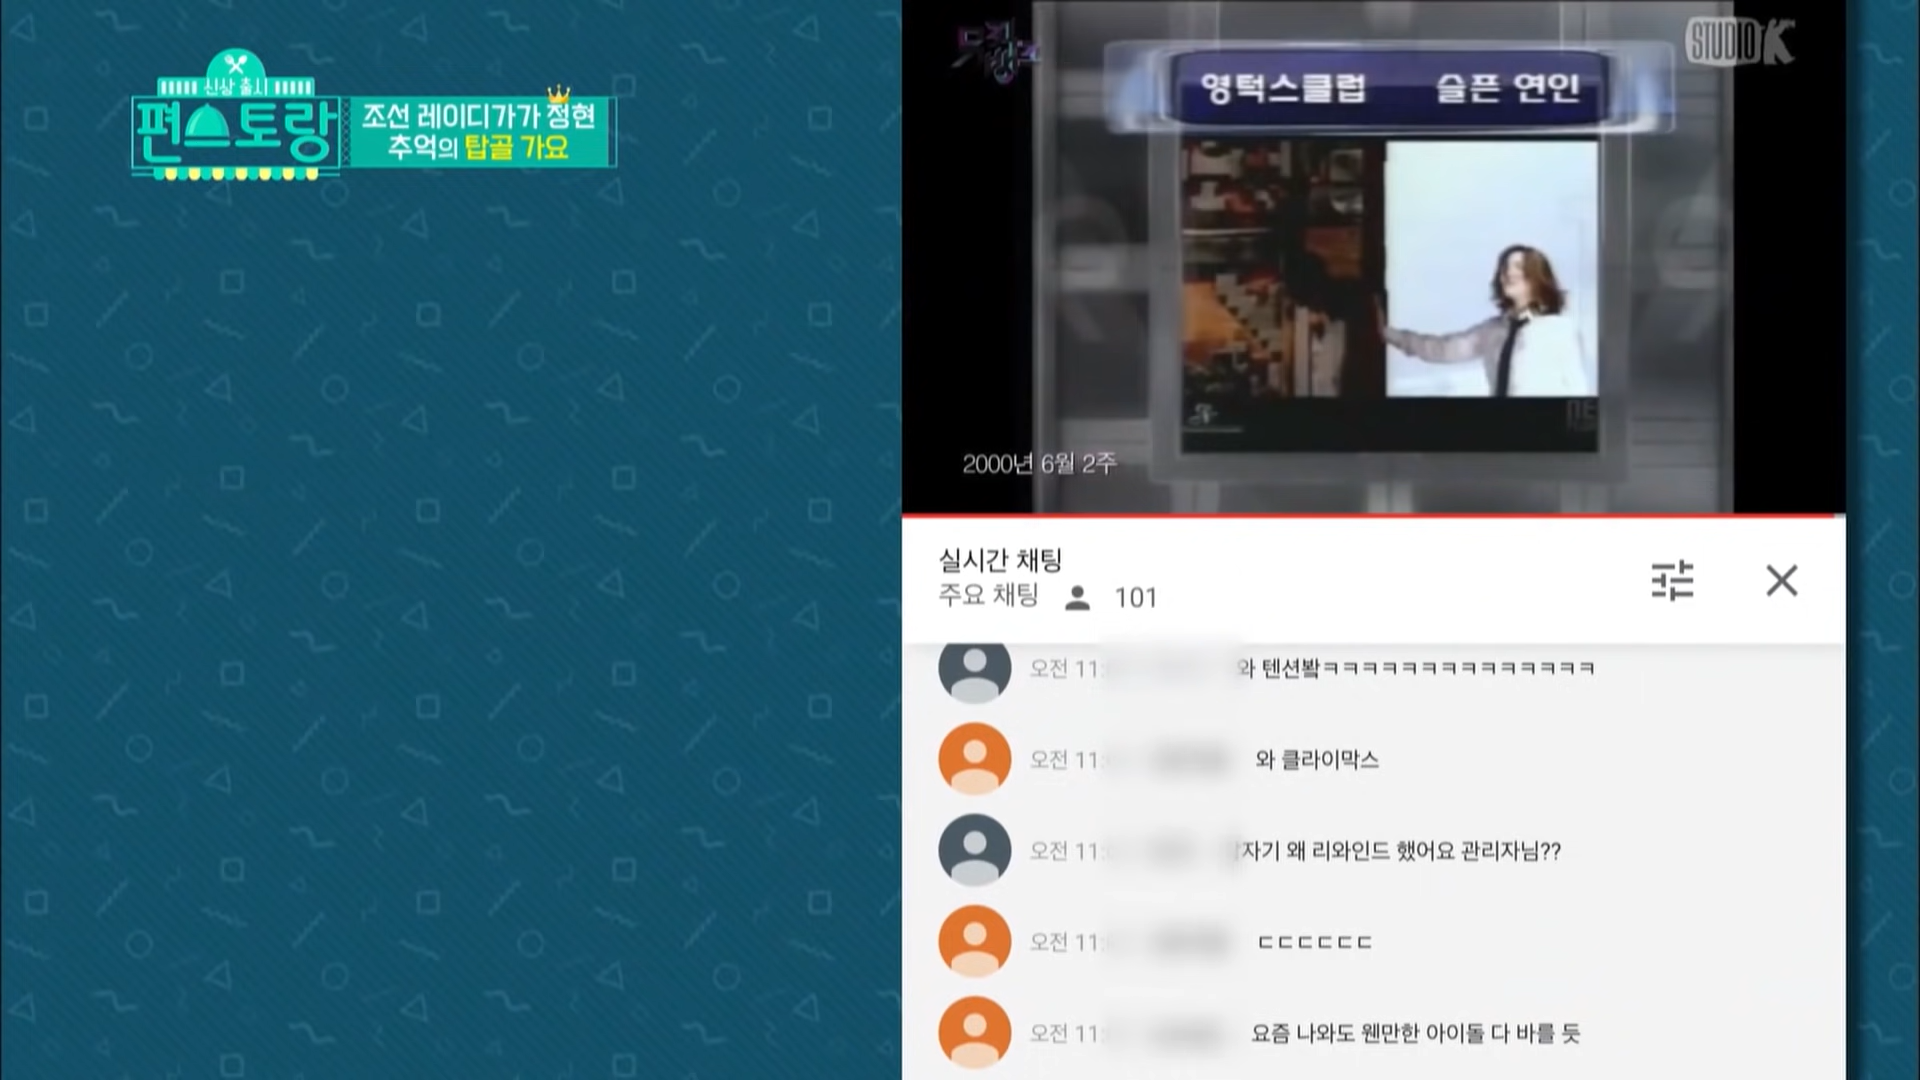 신상 출시
편스토랑
조선 레이디가가 정현
추억의 탑골 가요
STUDIO K
영턱스클럽 슬픈 연인
2000년 6월 2주
실시간 채팅
주요 채팅 101
오전 11: 와 텐션봨ㅋㅋㅋㅋㅋㅋㅋㅋㅋㅋㅋㅋㅋㅋ
오전 11: 와 클라이막스
오전 11: 자기 왜 리와인드 했어요 관리자님??
오전 11: ㄷㄷㄷㄷㄷㄷ
오전 11: 요즘 나와도 웬만한 아이돌 다 바를 듯